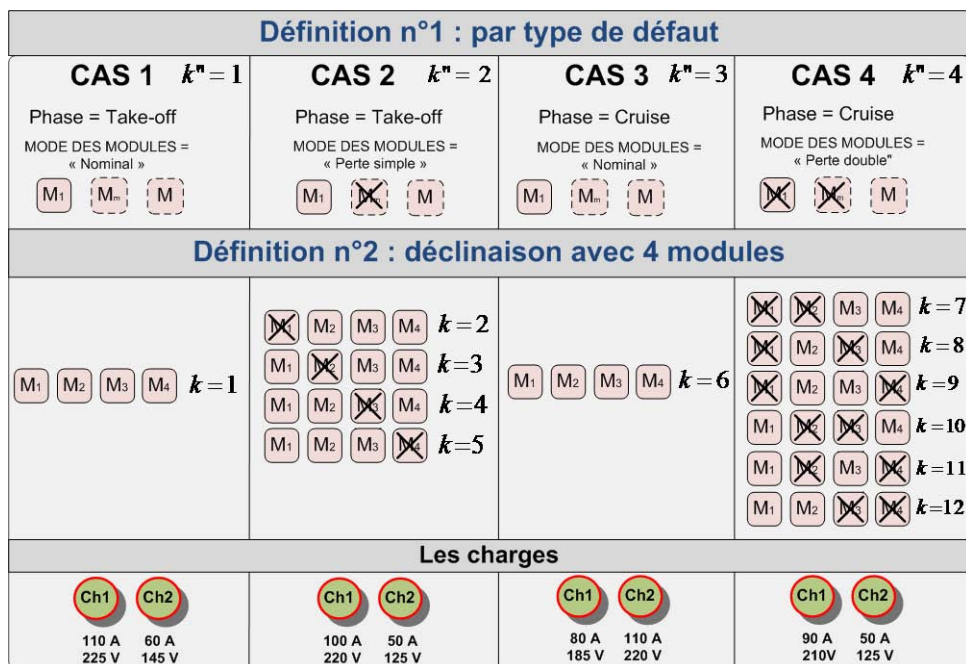 Définition n°1 : par type de défaut
CAS 1 k" = 1
Phase = Take-off
MODE DES MODULES =
« Nominal »
M1 Mm M
CAS 2 k" = 2
Phase = Take-off
MODE DES MODULES =
« Perte simple »
M1 Mm M
CAS 3 k" = 3
Phase = Cruise
MODE DES MODULES =
« Nominal »
M1 Mm M
CAS 4 k" = 4
Phase = Cruise
MODE DES MODULES =
« Perte double"
M1 Mm M
Définition n°2 : déclinaison avec 4 modules
M1 M2 M3 M4 k = 1
M1 M2 M3 M4 k = 2
M1 M2 M3 M4 k = 3
M1 M2 M3 M4 k = 4
M1 M2 M3 M4 k = 5
M1 M2 M3 M4 k = 6
M1 M2 M3 M4 k = 7
M1 M2 M3 M4 k = 8
M1 M2 M3 M4 k = 9
M1 M2 M3 M4 k = 10
M1 M2 M3 M4 k = 11
M1 M2 M3 M4 k = 12
Les charges
Ch1 Ch2
110 A 60 A
225 V 145 V
Ch1 Ch2
100 A 50 A
220 V 125 V
Ch1 Ch2
80 A 110 A
185 V 220 V
Ch1 Ch2
90 A 50 A
210V 125 V